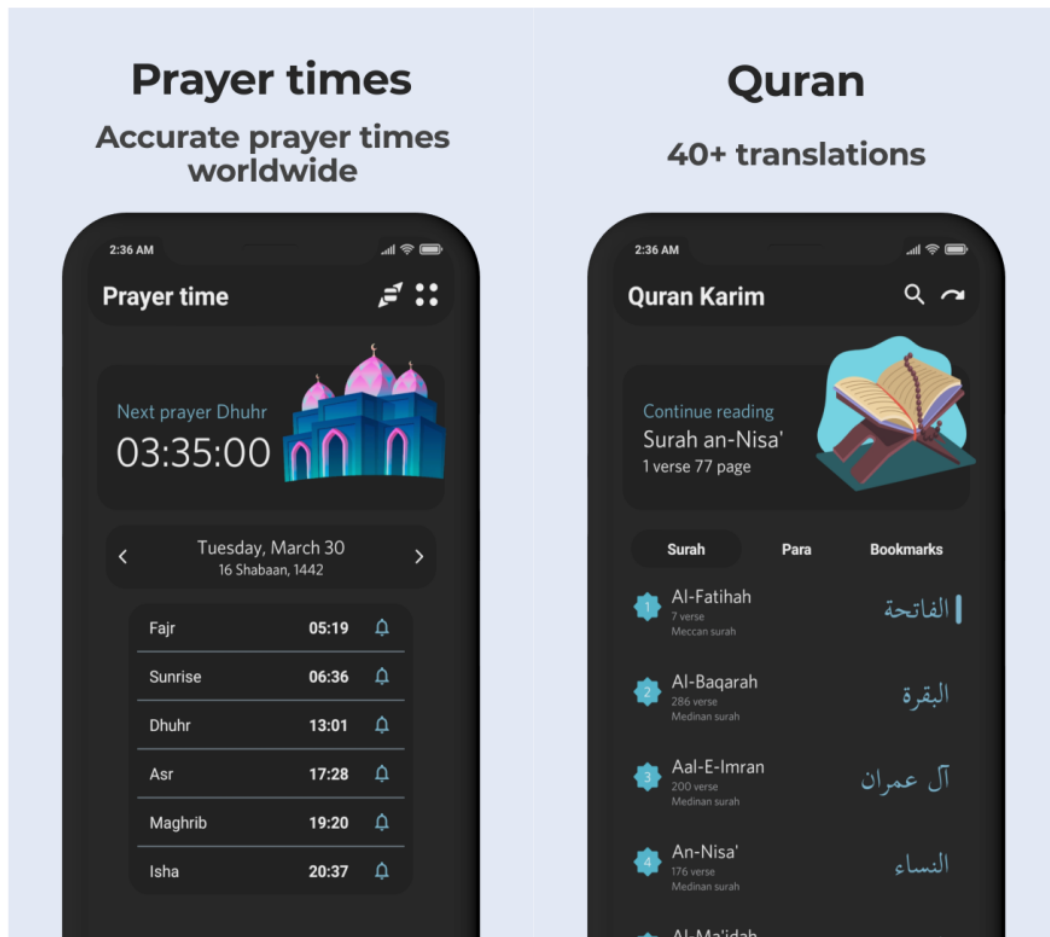 Prayer times
Accurate prayer times
worldwide
2:36 AM
Prayer time
Next prayer Dhuhr
03:35:00
Tuesday, March 30
16 Shabaan, 1442
Fajr 05:19
Sunrise 06:36
Dhuhr 13:01
Asr 17:28
Maghrib 19:20
Isha 20:37
Quran
40+ translations
2:36 AM
Quran Karim
Continue reading
Surah an-Nisa'
1 verse 77 page
Surah Para Bookmarks
1 Al-Fatihah الفاتحة
7 verse
Meccan surah
2 Al-Baqarah البقرة
286 verse
Medinan surah
3 Aal-E-Imran آل عمران
200 verse
Medinan surah
4 An-Nisa' النساء
176 verse
Medinan surah
Al-Ma'idah